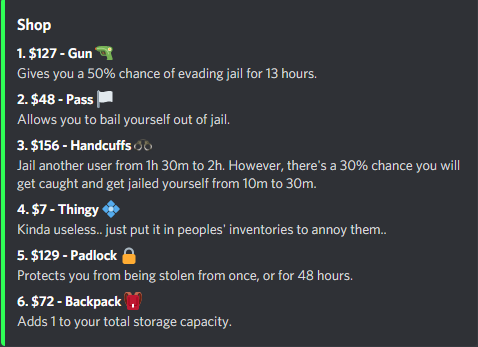 Shop
1. $127 - Gun
Gives you a 50% chance of evading jail for 13 hours.
2. $48 - Pass
Allows you to bail yourself out of jail.
3. $156 - Handcuffs
Jail another user from 1h 30m to 2h. However, there's a 30% chance you will
get caught and get jailed yourself from 10m to 30m.
4. $7 - Thingy
Kinda useless.. just put it in peoples' inventories to annoy them..
5. $129 - Padlock
Protects you from being stolen from once, or for 48 hours.
6. $72 - Backpack
Adds 1 to your total storage capacity.